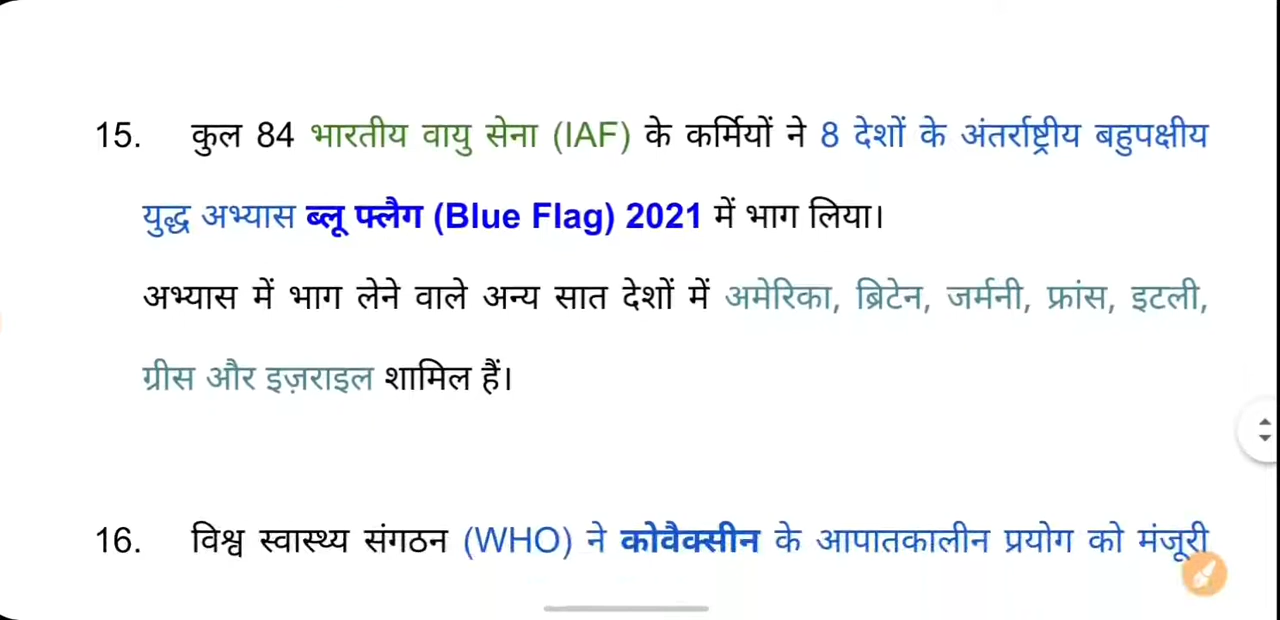 15. कुल 84 भारतीय वायु सेना (IAF) के कर्मियों ने 8 देशों के अंतर्राष्ट्रीय बहुपक्षीय
युद्ध अभ्यास ब्लू फ्लैग (Blue Flag) 2021 में भाग लिया।
अभ्यास में भाग लेने वाले अन्य सात देशों में अमेरिका, ब्रिटेन, जर्मनी, फ्रांस, इटली,
ग्रीस और इज़राइल शामिल हैं।
16. विश्व स्वास्थ्य संगठन (WHO) ने कोवैक्सीन के आपातकालीन प्रयोग को मंजूरी